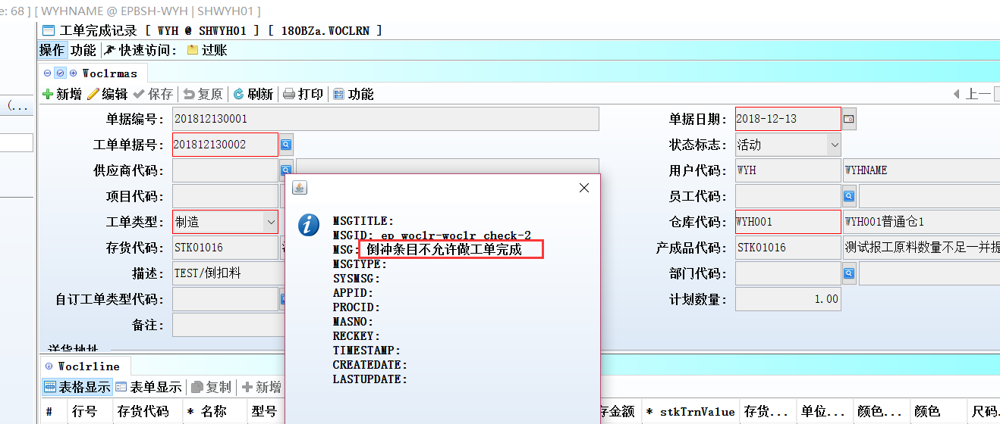 e: 68 ] [ WYHNAME @ EPBSH-WYH | SHWYH01 ]
工单完成记录 [ WYH @ SHWYH01 ] [ 180BZa.WOCLRN ]
操作 功能 快速访问: 过账
Woclrmas
新增 编辑 保存 复原 刷新 打印 功能 上一
(...
单据编号: 201812130001 单据日期: 2018-12-13
工单单据号: 201812130002 状态标志: 活动
供应商代码: 用户代码: WYH WYHNAME
项目代码: 员工代码:
工单类型: 制造 仓库代码: WYH001 WYH001普通仓1
存货代码: STK01016 产成品代码: STK01016 测试报工原料数量不足一并提
描述: TEST/倒扣料 部门代码:
自订工单类型代码: 计划数量: 1.00
备注:
送货地址
MSGTITLE:
MSGID: ep_woclr-woclr_check-2
MSG: 倒冲条目不允许做工单完成
MSGTYPE:
SYSMSG:
APPID:
PROCID:
MASNO:
RECKEY:
TIMESTAMP:
CREATEDATE:
LASTUPDATE:
Woclrline
表格显示 表单显示 复制 新增
# 行号 存货代码 * 名称 型号 存金额 * stkTrnValue 存货... 单位... 颜色... 颜色 尺码.